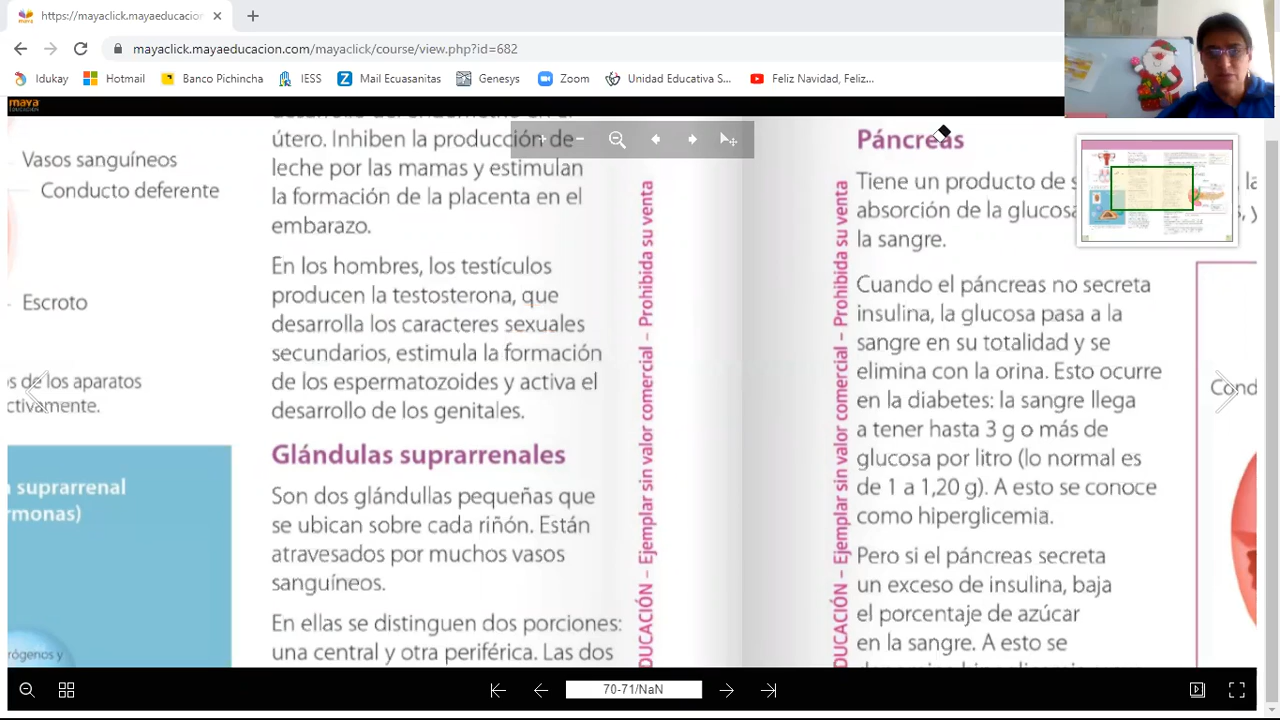 https://mayaclick.mayaeducacion
mayaclick.mayaeducacion.com/mayaclick/course/view.php?id=682
Idukay
Hotmail
Banco Pichincha
IESS
Mail Ecuasanitas
Genesys
Zoom
Unidad Educativa S...
Feliz Navidad, Feliz...
maya
EDUCACIÓN
Vasos sanguíneos
Conducto deferente
Escroto
s de los aparatos
ctivamente.
n suprarrenal
rmonas)
rógenos y
útero. Inhiben la producción de
leche por las mamas y estimulan
la formación de la placenta en el
embarazo.
En los hombres, los testículos
producen la testosterona, que
desarrolla los caracteres sexuales
secundarios, estimula la formación
de los espermatozoides y activa el
desarrollo de los genitales.
Glándulas suprarrenales
Son dos glándullas pequeñas que
se ubican sobre cada riñón. Están
atravesados por muchos vasos
sanguíneos.
En ellas se distinguen dos porciones:
una central y otra periférica. Las dos
DUCACIÓN – Ejemplar sin valor comercial – Prohibida su venta
DUCACIÓN – Ejemplar sin valor comercial – Prohibida su venta
Páncreas
Tiene un producto de s
absorción de la glucosa
la sangre.
Cuando el páncreas no secreta
insulina, la glucosa pasa a la
sangre en su totalidad y se
elimina con la orina. Esto ocurre
en la diabetes: la sangre llega
a tener hasta 3 g o más de
glucosa por litro (lo normal es
de 1 a 1,20 g). A esto se conoce
como hiperglicemia.
Pero si el páncreas secreta
un exceso de insulina, baja
el porcentaje de azúcar
en la sangre. A esto se
Cond
70-71/NaN